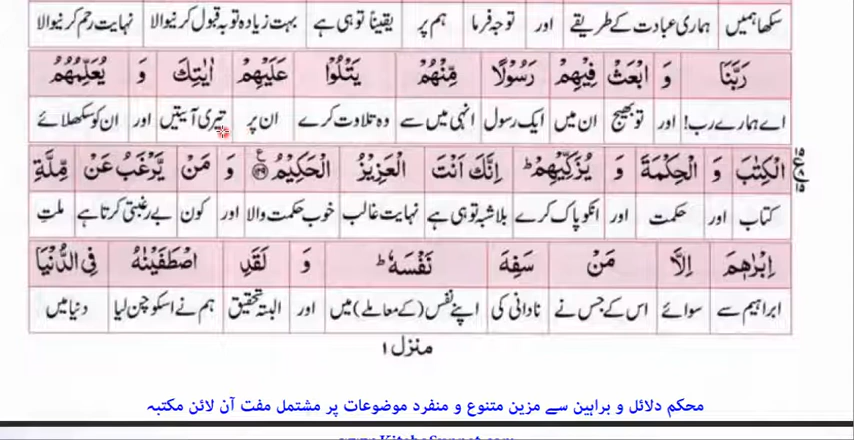 سکھا ہمیں ہماری عبادت کے طریقے اور توجہ فرما ہم پر یقیناً تو ہی ہے بہت زیادہ توبہ قبول کرنیوالا نہایت رحم کرنیوالا
رَبَّنَا وَ ابْعَثْ فِيْهِمْ رَسُوْلًا مِّنْهُمْ يَتْلُوْا عَلَيْهِمْ اٰيٰتِكَ وَ يُعَلِّمُهُمُ
اے ہمارے رب! اور تو بھیج ان میں ایک رسول انہی میں سے وہ تلاوت کرے ان پر تیری آیتیں اور ان کو سکھلائے
الْكِتٰبَ وَ الْحِكْمَةَ وَ يُزَكِّيْهِمْ ؕ اِنَّكَ اَنْتَ الْعَزِيْزُ الْحَكِيْمُ ﴿۱۲۹﴾ وَ مَنْ يَّرْغَبُ عَنْ مِّلَّةِ
کتاب اور حکمت اور انکو پاک کرے بلاشبہ تو ہی ہے نہایت غالب خوب حکمت والا اور کون بے رغبتی کرتا ہے ملتِ
اِبْرٰهٖمَ اِلَّا مَنْ سَفِهَ نَفْسَهٗ ؕ وَ لَقَدِ اصْطَفَيْنٰهُ فِى الدُّنْيَا
ابراہیم سے سوائے اس کے جس نے نادانی کی اپنے نفس (کے معاملے) میں اور البتہ تحقیق ہم نے اسکو چن لیا دنیا میں
منزل ۱
محکم دلائل و براہین سے مزین متنوع و منفرد موضوعات پر مشتمل مفت آن لائن مکتبہ
www.KitaboSunnat.com